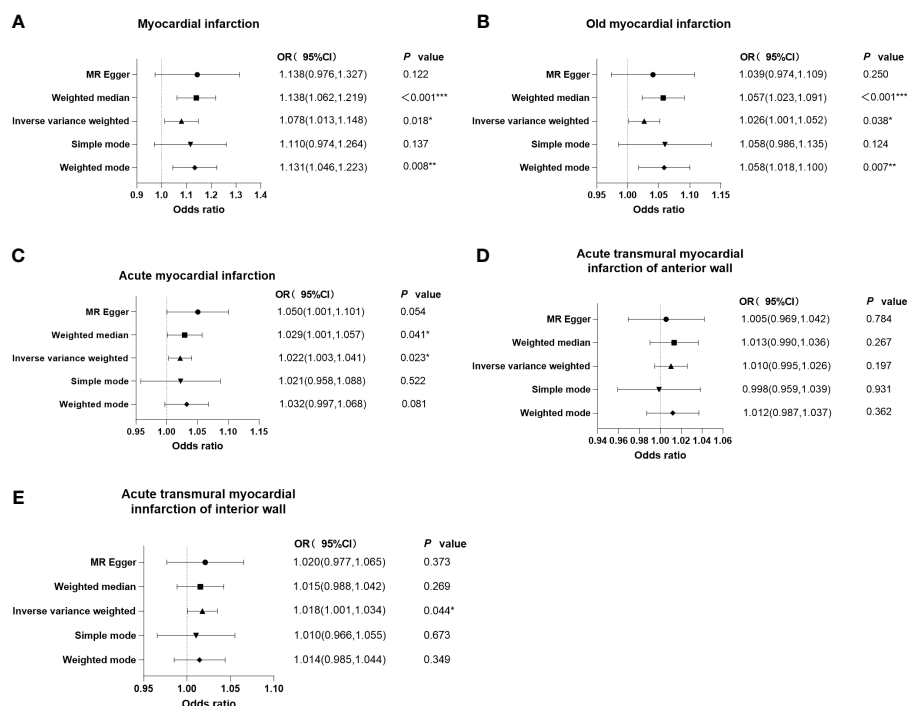 A
Myocardial infarction
OR( 95%CI) P value
MR Egger 1.138(0.976,1.327) 0.122
Weighted median 1.138(1.062,1.219) <0.001***
Inverse variance weighted 1.078(1.013,1.148) 0.018*
Simple mode 1.110(0.974,1.264) 0.137
Weighted mode 1.131(1.046,1.223) 0.008**
0.9 1.0 1.1 1.2 1.3 1.4
Odds ratio
B
Old myocardial infarction
OR( 95%CI) P value
MR Egger 1.039(0.974,1.109) 0.250
Weighted median 1.057(1.023,1.091) <0.001***
Inverse variance weighted 1.026(1.001,1.052) 0.038*
Simple mode 1.058(0.986,1.135) 0.124
Weighted mode 1.058(1.018,1.100) 0.007**
0.95 1.00 1.05 1.10 1.15
Odds ratio
C
Acute myocardial infarction
OR( 95%CI) P value
MR Egger 1.050(1.001,1.101) 0.054
Weighted median 1.029(1.001,1.057) 0.041*
Inverse variance weighted 1.022(1.003,1.041) 0.023*
Simple mode 1.021(0.958,1.088) 0.522
Weighted mode 1.032(0.997,1.068) 0.081
0.95 1.00 1.05 1.10 1.15
Odds ratio
D
Acute transmural myocardial
infarction of anterior wall
OR( 95%CI) P value
MR Egger 1.005(0.969,1.042) 0.784
Weighted median 1.013(0.990,1.036) 0.267
Inverse variance weighted 1.010(0.995,1.026) 0.197
Simple mode 0.998(0.959,1.039) 0.931
Weighted mode 1.012(0.987,1.037) 0.362
0.94 0.96 0.98 1.00 1.02 1.04 1.06
Odds ratio
E
Acute transmural myocardial
innfarction of interior wall
OR( 95%CI) P value
MR Egger 1.020(0.977,1.065) 0.373
Weighted median 1.015(0.988,1.042) 0.269
Inverse variance weighted 1.018(1.001,1.034) 0.044*
Simple mode 1.010(0.966,1.055) 0.673
Weighted mode 1.014(0.985,1.044) 0.349
0.95 1.00 1.05 1.10
Odds ratio